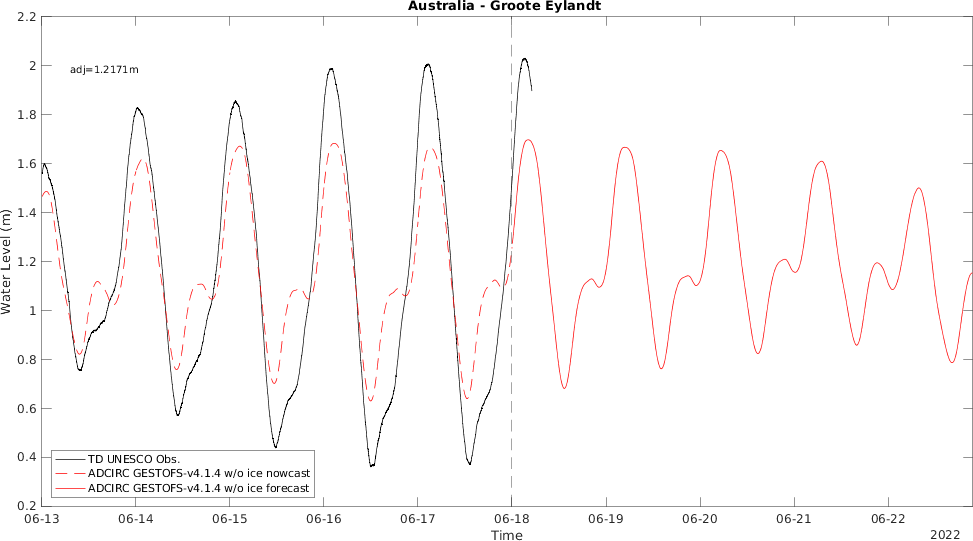 Australia - Groote Eylandt
adj=1.2171m
2.2
2
1.8
1.6
1.4
1.2
1
0.8
0.6
0.4
0.2
Water Level (m)
TD UNESCO Obs.
ADCIRC GESTOFS-v4.1.4 w/o ice nowcast
ADCIRC GESTOFS-v4.1.4 w/o ice forecast
06-13 06-14 06-15 06-16 06-17 06-18 06-19 06-20 06-21 06-22
Time
2022